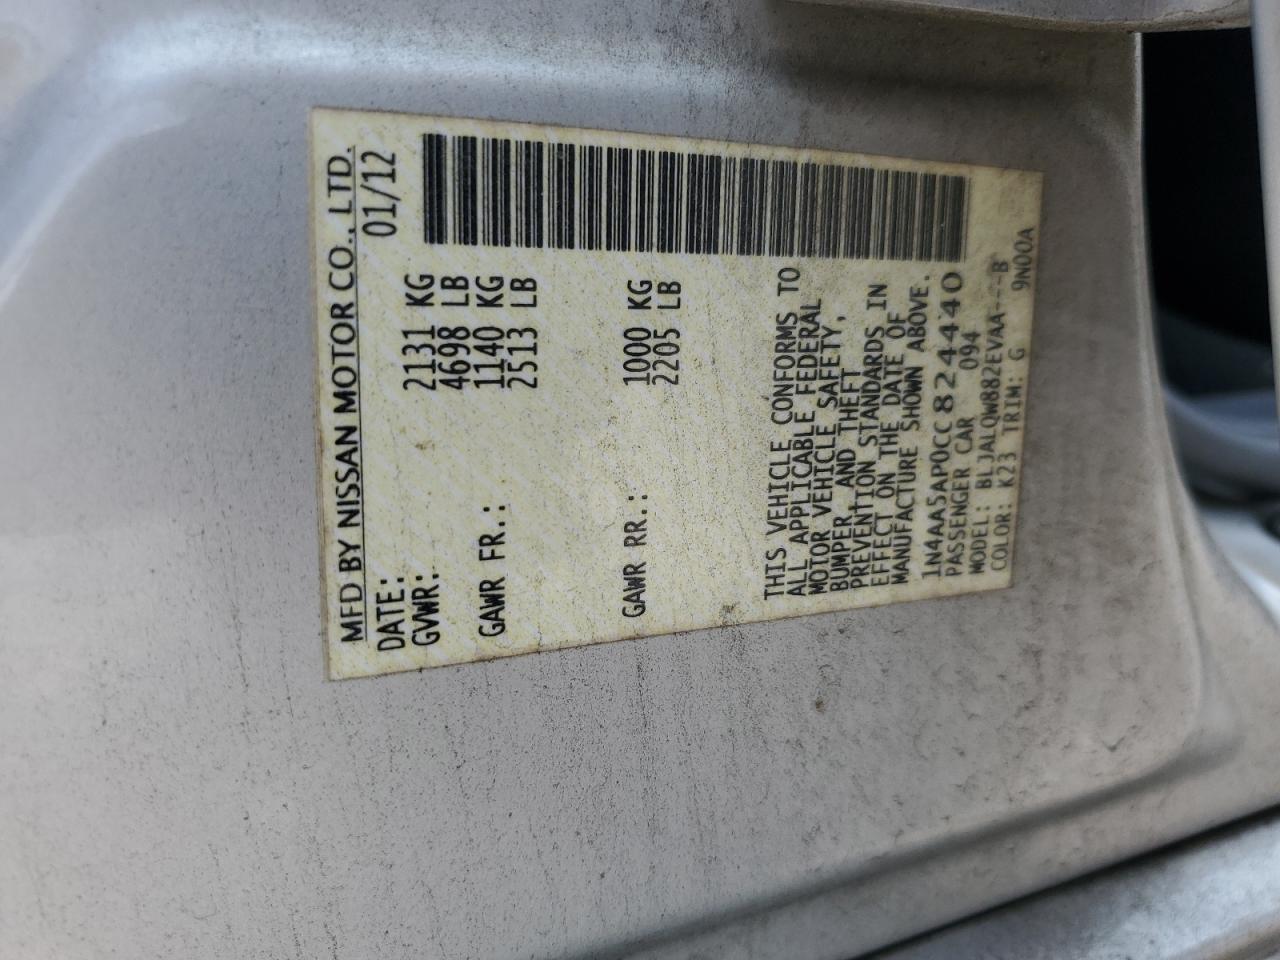 MFD BY NISSAN MOTOR CO., LTD.
DATE: 01/12
GVWR: 2131 KG
4698 LB
GAWR FR.: 1140 KG
2513 LB
GAWR RR.: 1000 KG
2205 LB
THIS VEHICLE CONFORMS TO
ALL APPLICABLE FEDERAL
MOTOR VEHICLE SAFETY,
BUMPER AND THEFT
PREVENTION STANDARDS IN
EFFECT ON THE DATE OF
MANUFACTURE SHOWN ABOVE.
1N4AA5AP0CC824440
PASSENGER CAR 094
MODEL: BLJALQW882EVAA---B
COLOR: K23 TRIM: G 9N00A